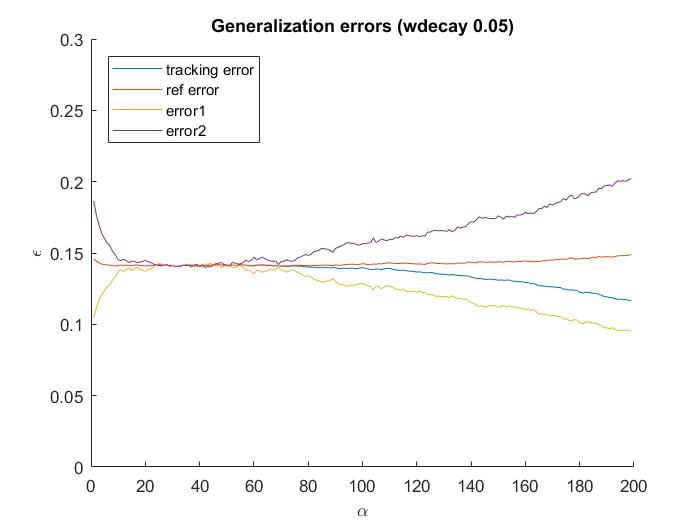 Generalization errors (wdecay 0.05)
0.3
0.25
0.2
0.15
0.1
0.05
0
ϵ
tracking error
ref error
error1
error2
0 20 40 60 80 100 120 140 160 180 200
α